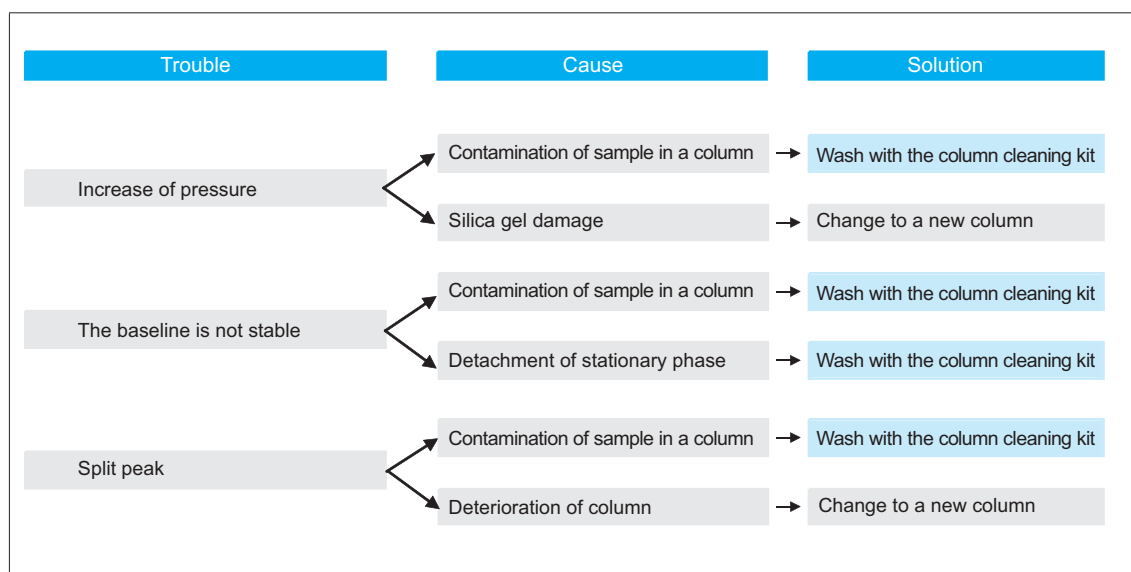 Trouble Cause Solution
Contamination of sample in a column Wash with the column cleaning kit
Increase of pressure
Silica gel damage Change to a new column
Contamination of sample in a column Wash with the column cleaning kit
The baseline is not stable
Detachment of stationary phase Wash with the column cleaning kit
Contamination of sample in a column Wash with the column cleaning kit
Split peak
Deterioration of column Change to a new column